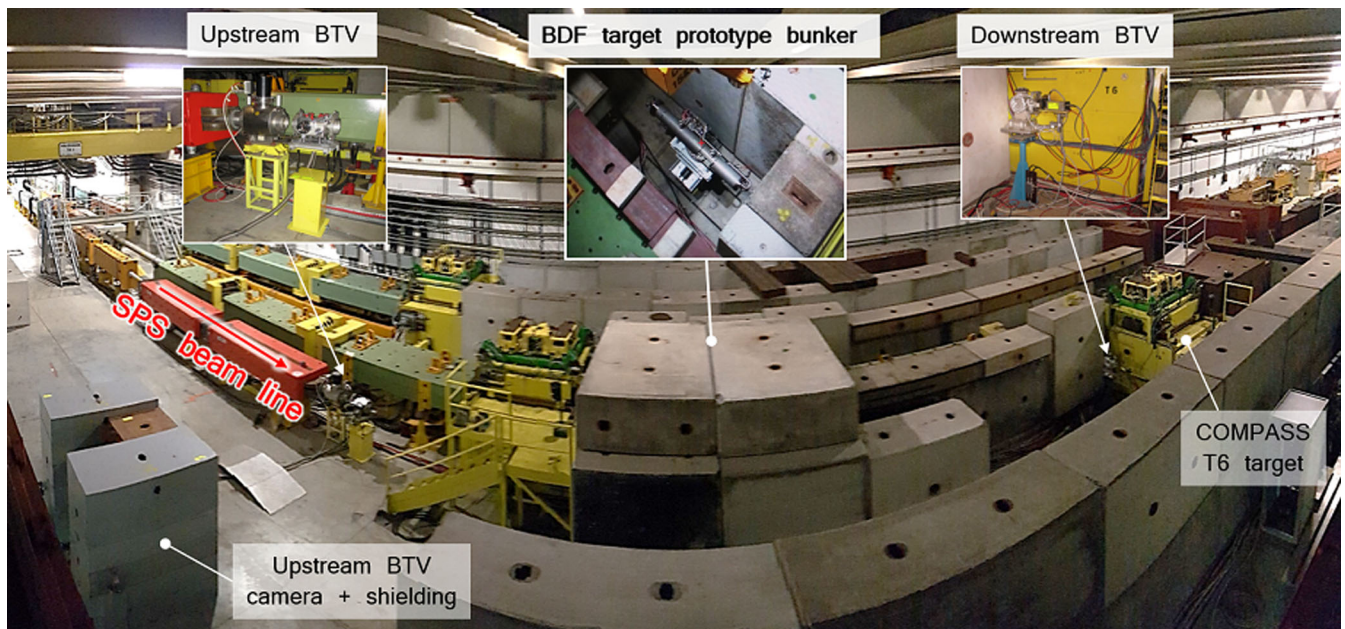 Upstream BTV
BDF target prototype bunker
Downstream BTV
T6
SPS beam line
COMPASS
T6 target
Upstream BTV
camera + shielding